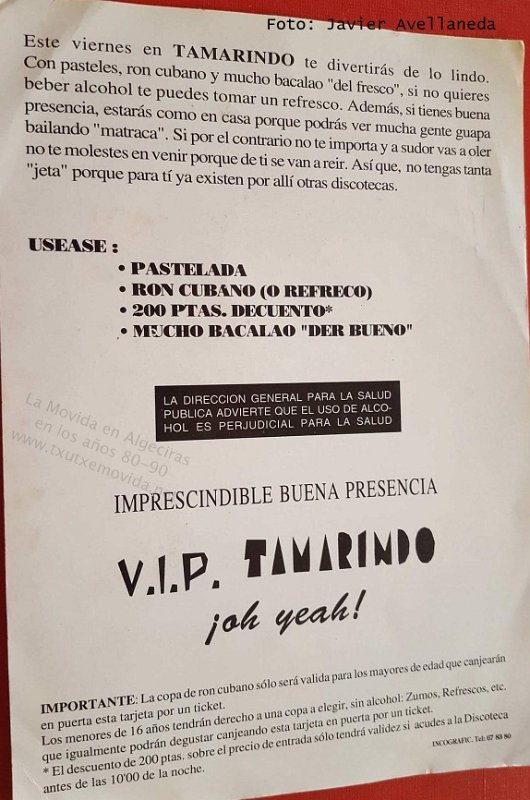 Foto: Javier Avellaneda
Este viernes en TAMARINDO te divertirás de lo lindo.
Con pasteles, ron cubano y mucho bacalao "del fresco", si no quieres
beber alcohol te puedes tomar un refresco. Además, si tienes buena
presencia, estarás como en casa porque podrás ver mucha gente guapa
bailando "matraca". Si por el contrario no te importa y a sudor vas a oler
no te molestes en venir porque de ti se van a reir. Así que, no tengas tanta
"jeta" porque para tí ya existen por allí otras discotecas.
USEASE :
• PASTELADA
• RON CUBANO (O REFRECO)
• 200 PTAS. DECUENTO*
• MUCHO BACALAO "DER BUENO"
LA DIRECCION GENERAL PARA LA SALUD
PUBLICA ADVIERTE QUE EL USO DE ALCO-
HOL ES PERJUDICIAL PARA LA SALUD
La Movida en Algeciras
en los años 80-90
www.txutxemovida.
IMPRESCINDIBLE BUENA PRESENCIA
V.I.P. TAMARINDO
¡oh yeah!
IMPORTANTE: La copa de ron cubano sólo será valida para los mayores de edad que canjearán
en puerta esta tarjeta por un ticket.
Los menores de 16 años tendrán derecho a una copa a elegir, sin alcohol: Zumos, Refrescos, etc.
que igualmente podrán degustar canjeando esta tarjeta en puerta por un ticket.
* El descuento de 200 ptas. sobre el precio de entrada sólo tendrá validez si acudes a la Discoteca
antes de las 10'00 de la noche.
INCOGRAFIC. Tel: 67 83 80